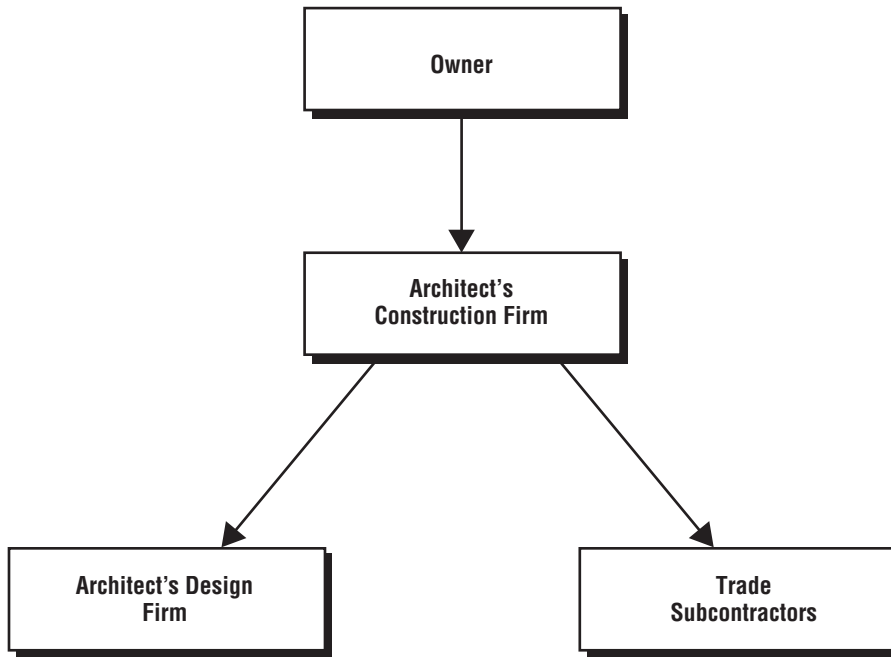 Owner
Architect’s
Construction Firm
Architect’s Design
Firm
Trade
Subcontractors